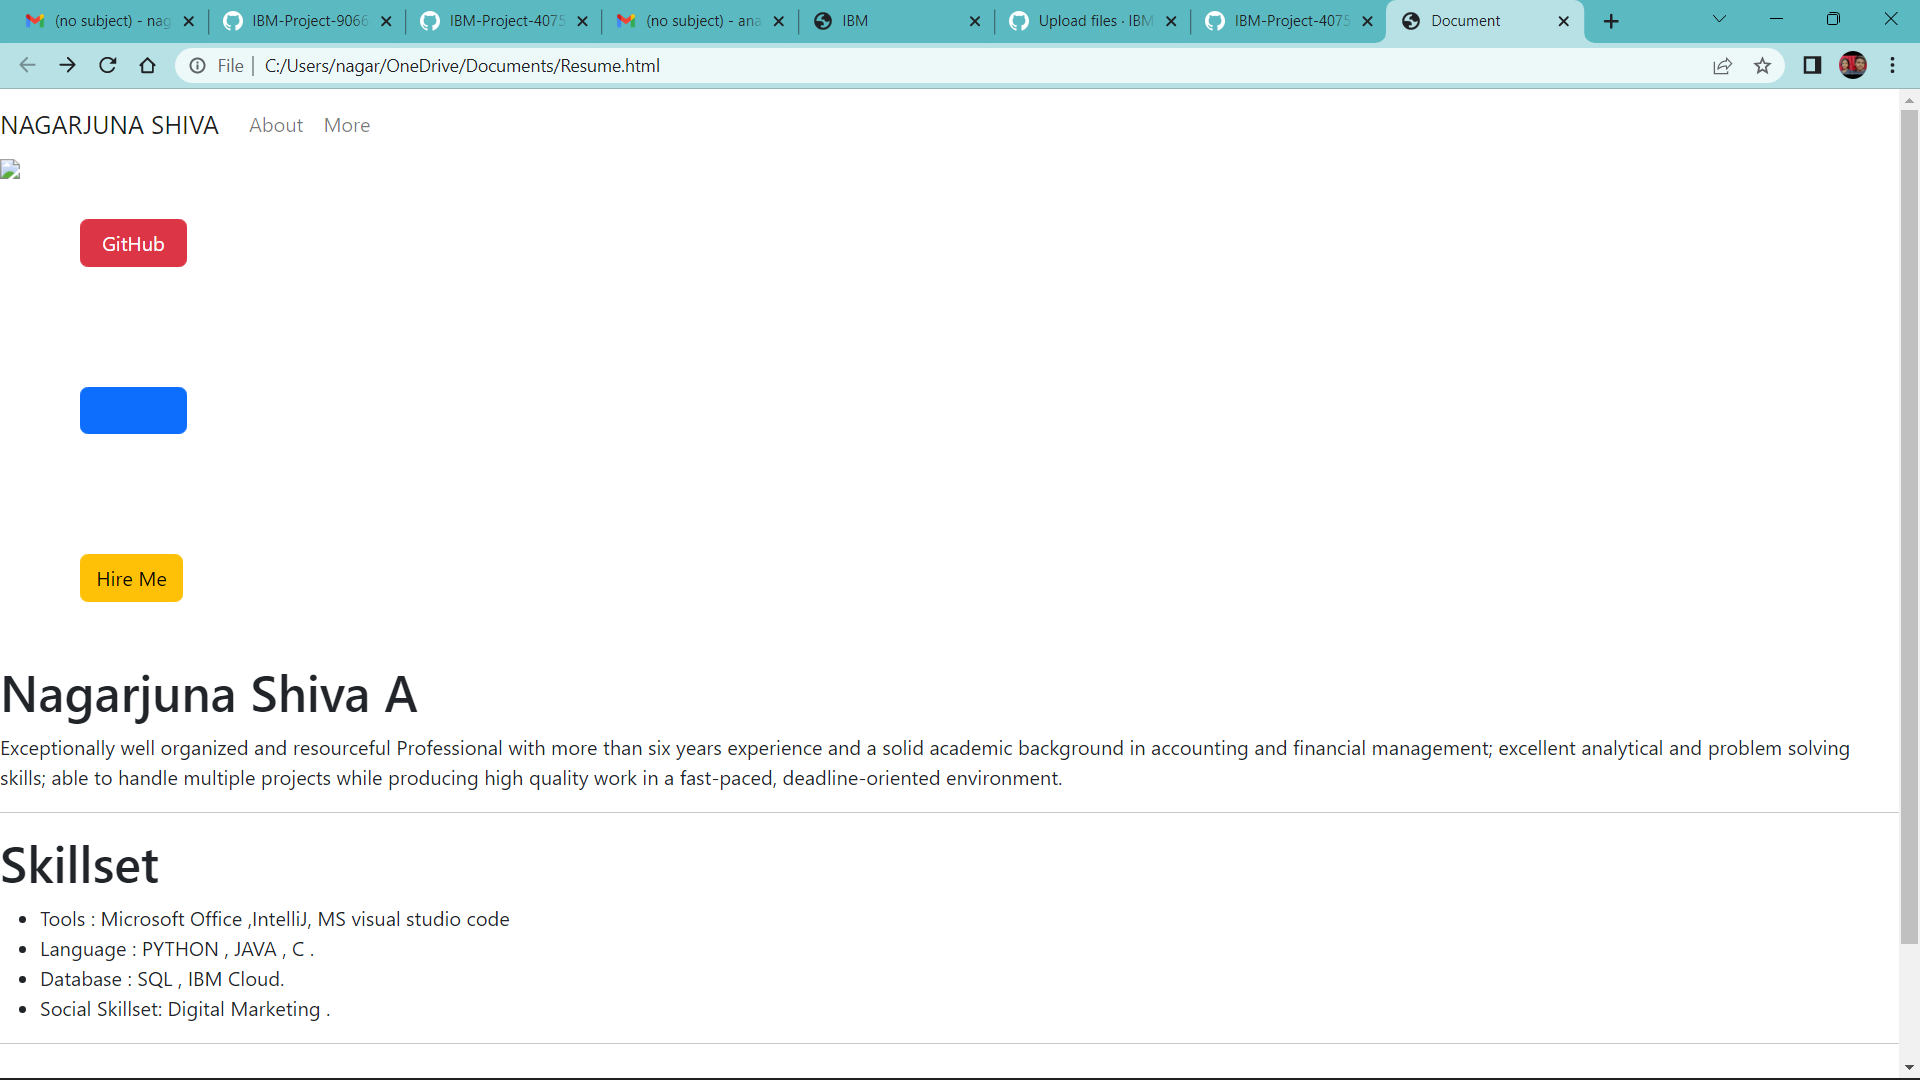 (no subject) - nag
IBM-Project-9066
IBM-Project-4075
(no subject) - ana
IBM
Upload files · IBM
IBM-Project-4075
Document
File
C:/Users/nagar/OneDrive/Documents/Resume.html
NAGARJUNA SHIVA About More
GitHub
Hire Me
Nagarjuna Shiva A
Exceptionally well organized and resourceful Professional with more than six years experience and a solid academic background in accounting and financial management; excellent analytical and problem solving
skills; able to handle multiple projects while producing high quality work in a fast-paced, deadline-oriented environment.
Skillset
Tools : Microsoft Office ,IntelliJ, MS visual studio code
Language : PYTHON , JAVA , C .
Database : SQL , IBM Cloud.
Social Skillset: Digital Marketing .